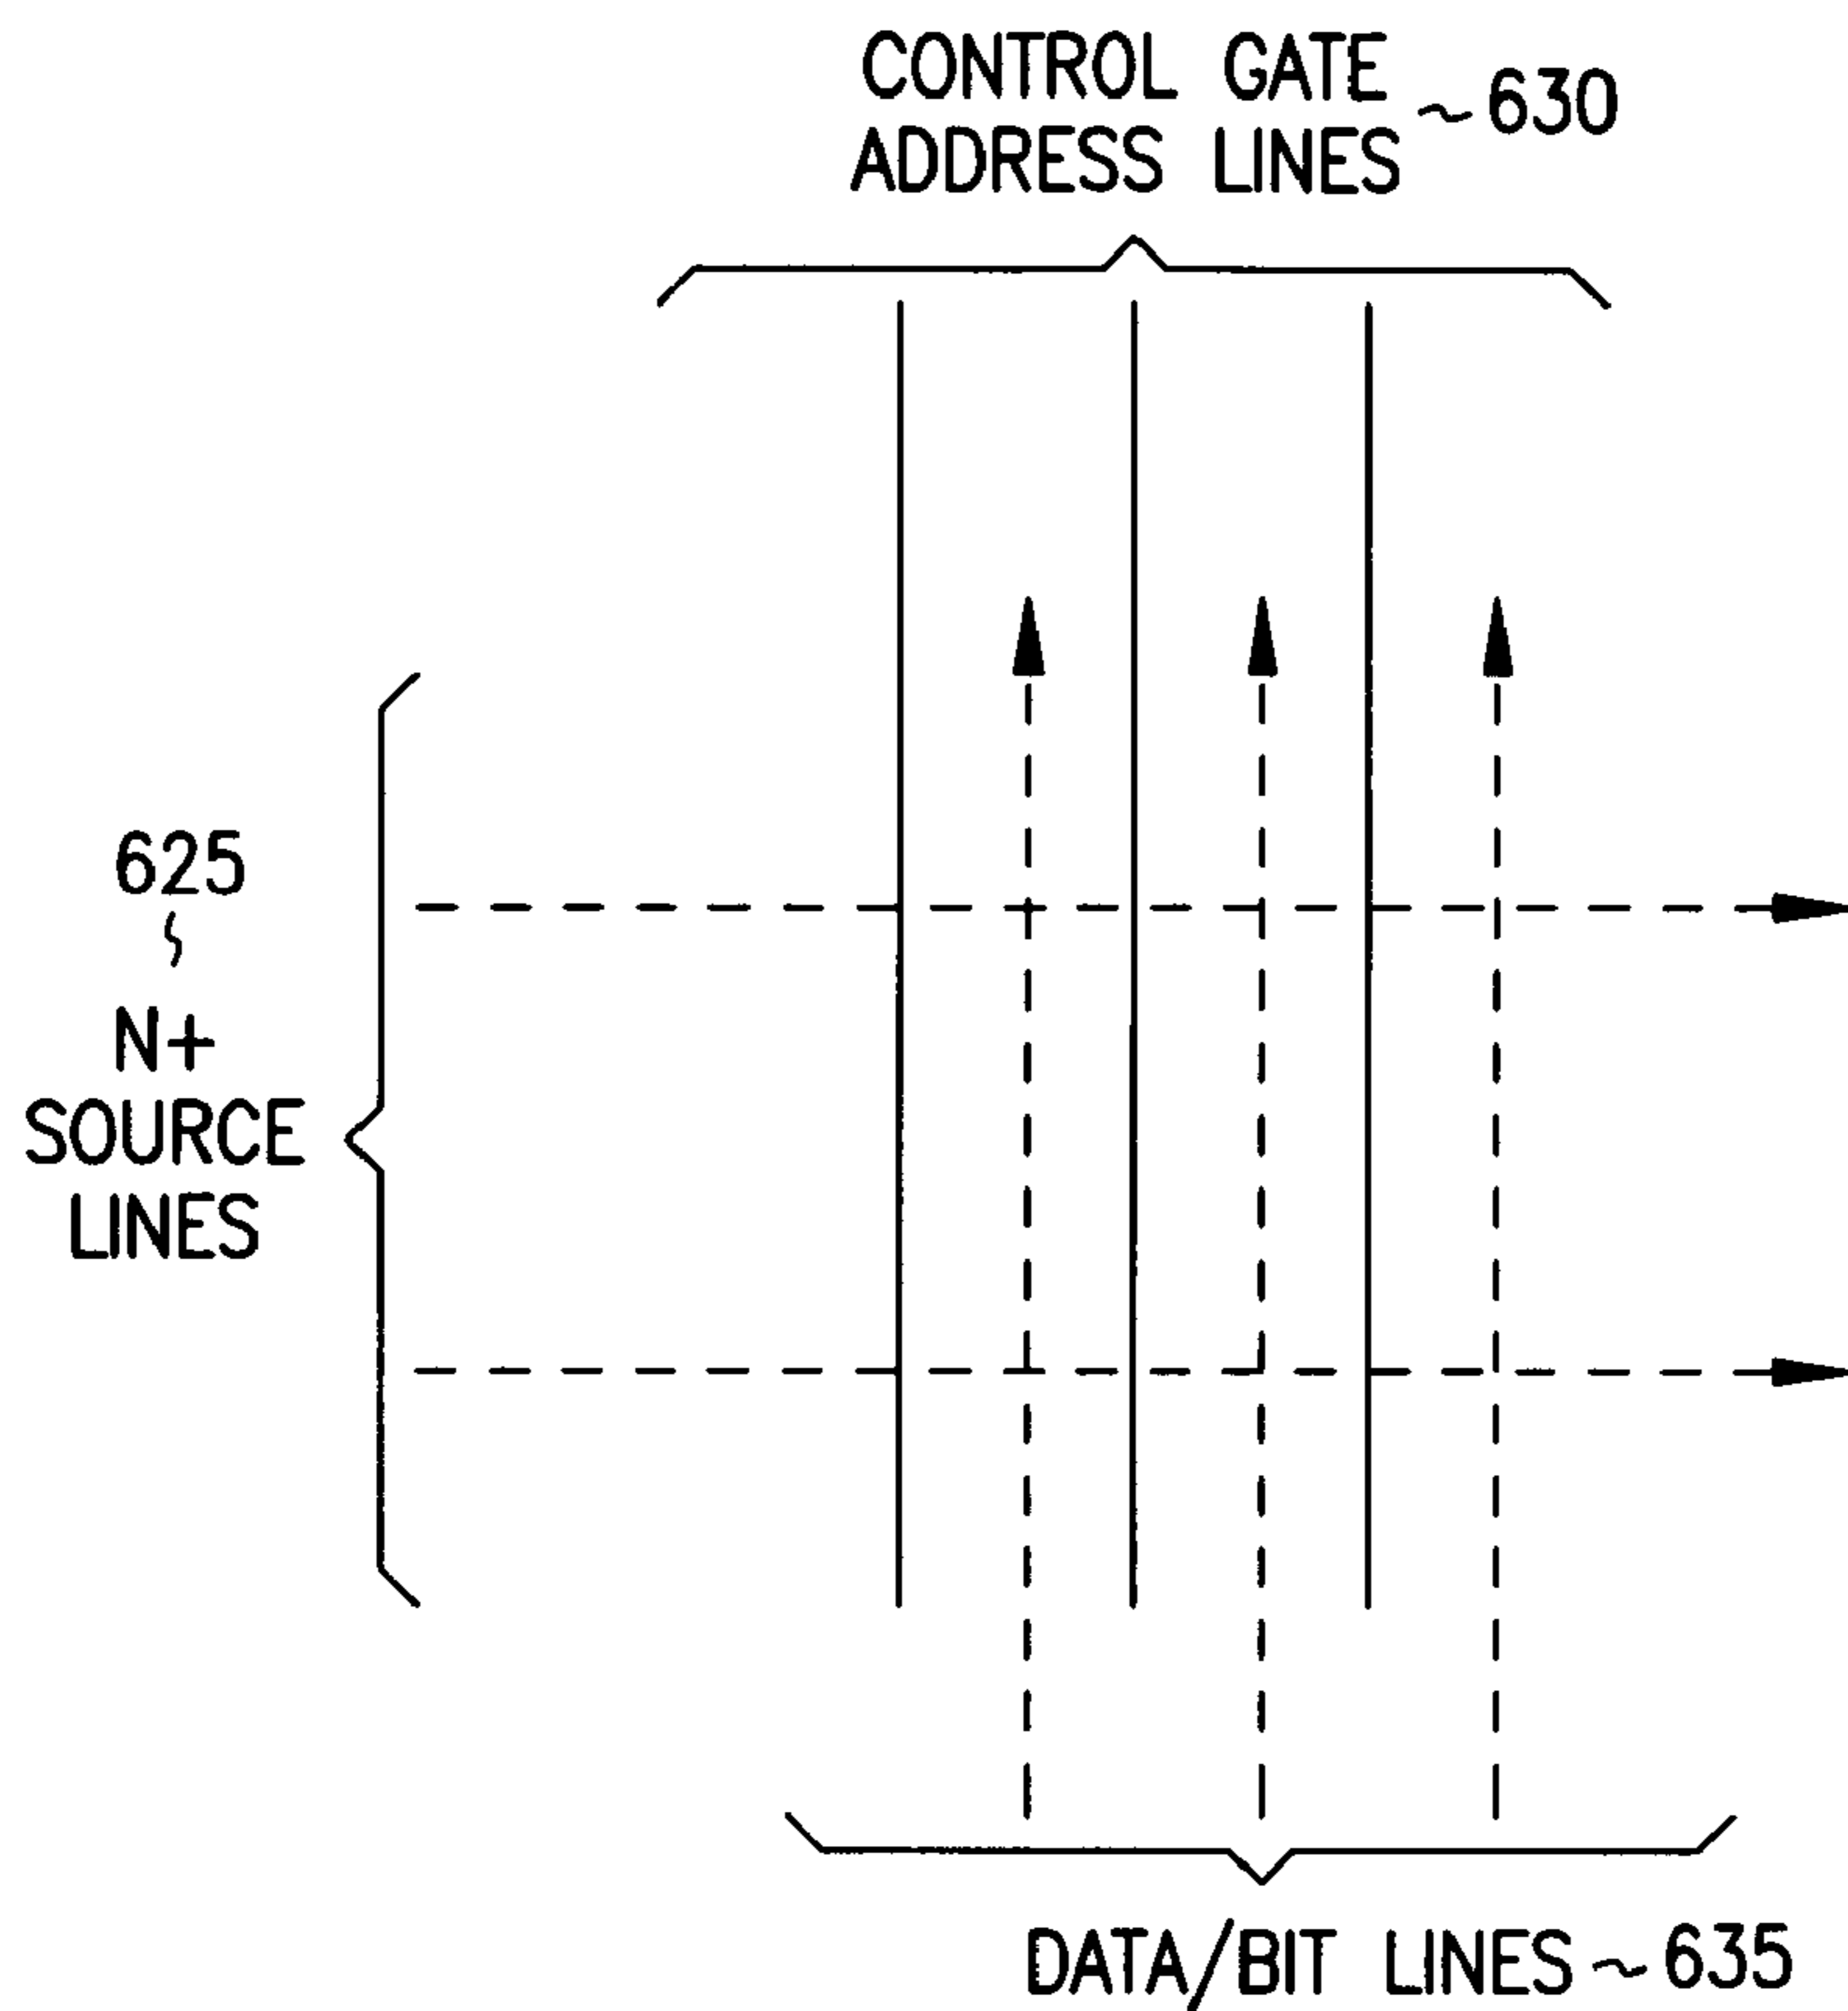 CONTROL GATE
ADDRESS LINES ~630
625
N+
SOURCE
LINES
DATA/BIT LINES ~ 635